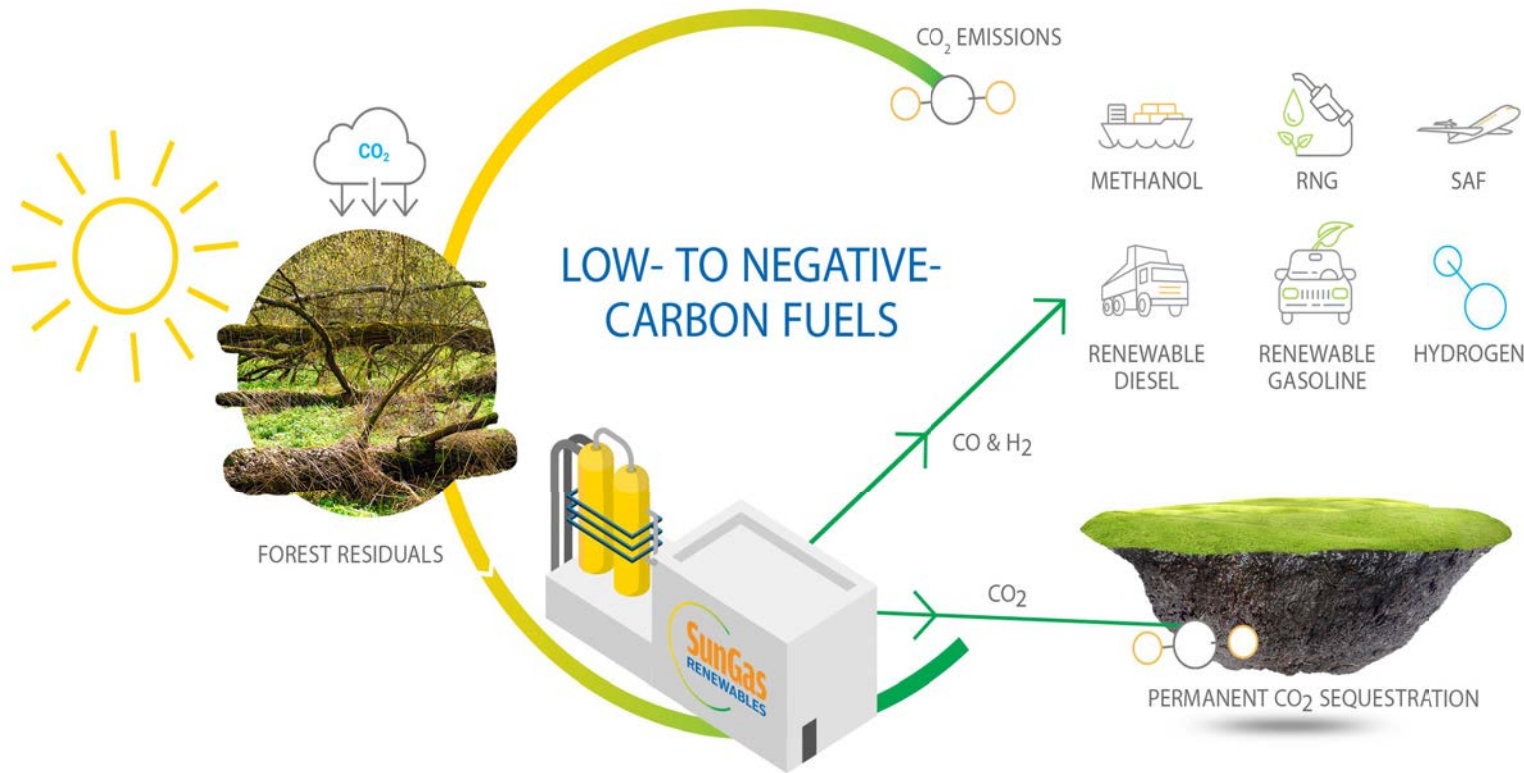 CO₂ EMISSIONS
CO₂
METHANOL
RNG
SAF
LOW- TO NEGATIVE-
CARBON FUELS
RENEWABLE
DIESEL
RENEWABLE
GASOLINE
HYDROGEN
CO & H₂
FOREST RESIDUALS
CO₂
SunGas
RENEWABLES
PERMANENT CO₂ SEQUESTRATION